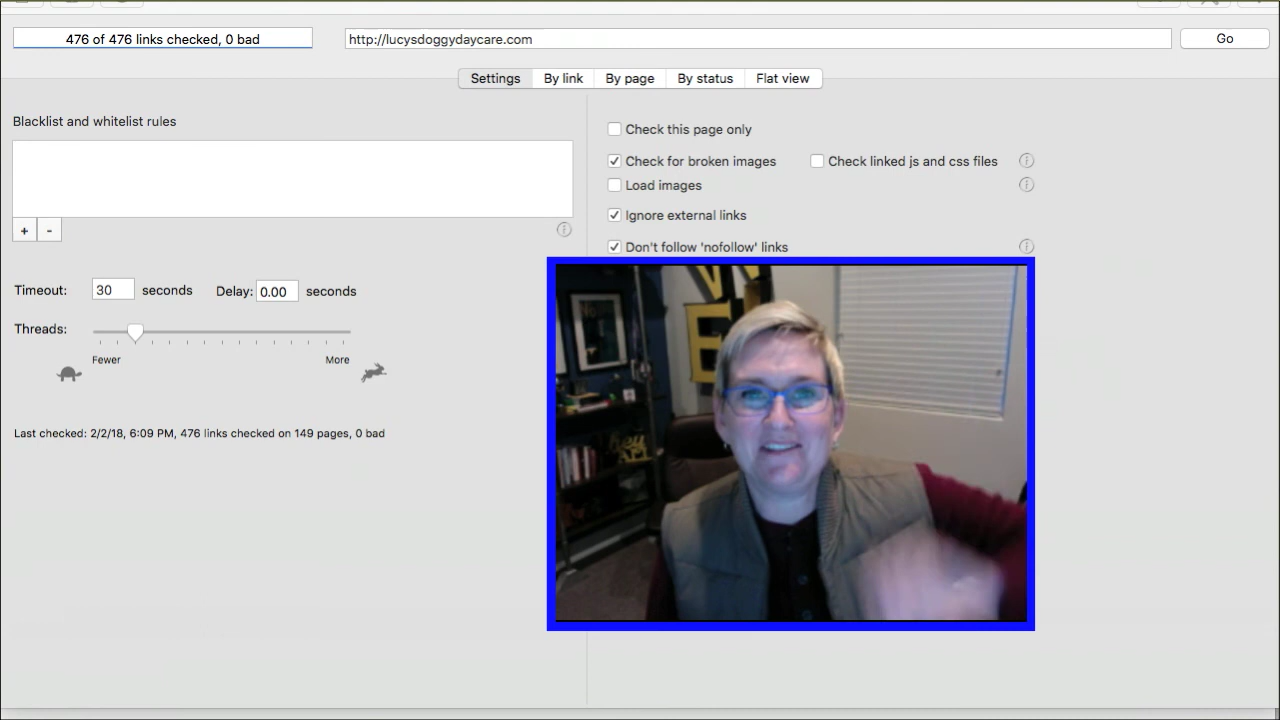 476 of 476 links checked, 0 bad
http://lucysdoggydaycare.com
Go
Settings
By link
By page
By status
Flat view
Blacklist and whitelist rules
+
-
Check this page only
Check for broken images
Check linked js and css files
Load images
Ignore external links
Don't follow 'nofollow' links
Timeout: 30 seconds Delay: 0.00 seconds
Threads:
Fewer
More
Last checked: 2/2/18, 6:09 PM, 476 links checked on 149 pages, 0 bad